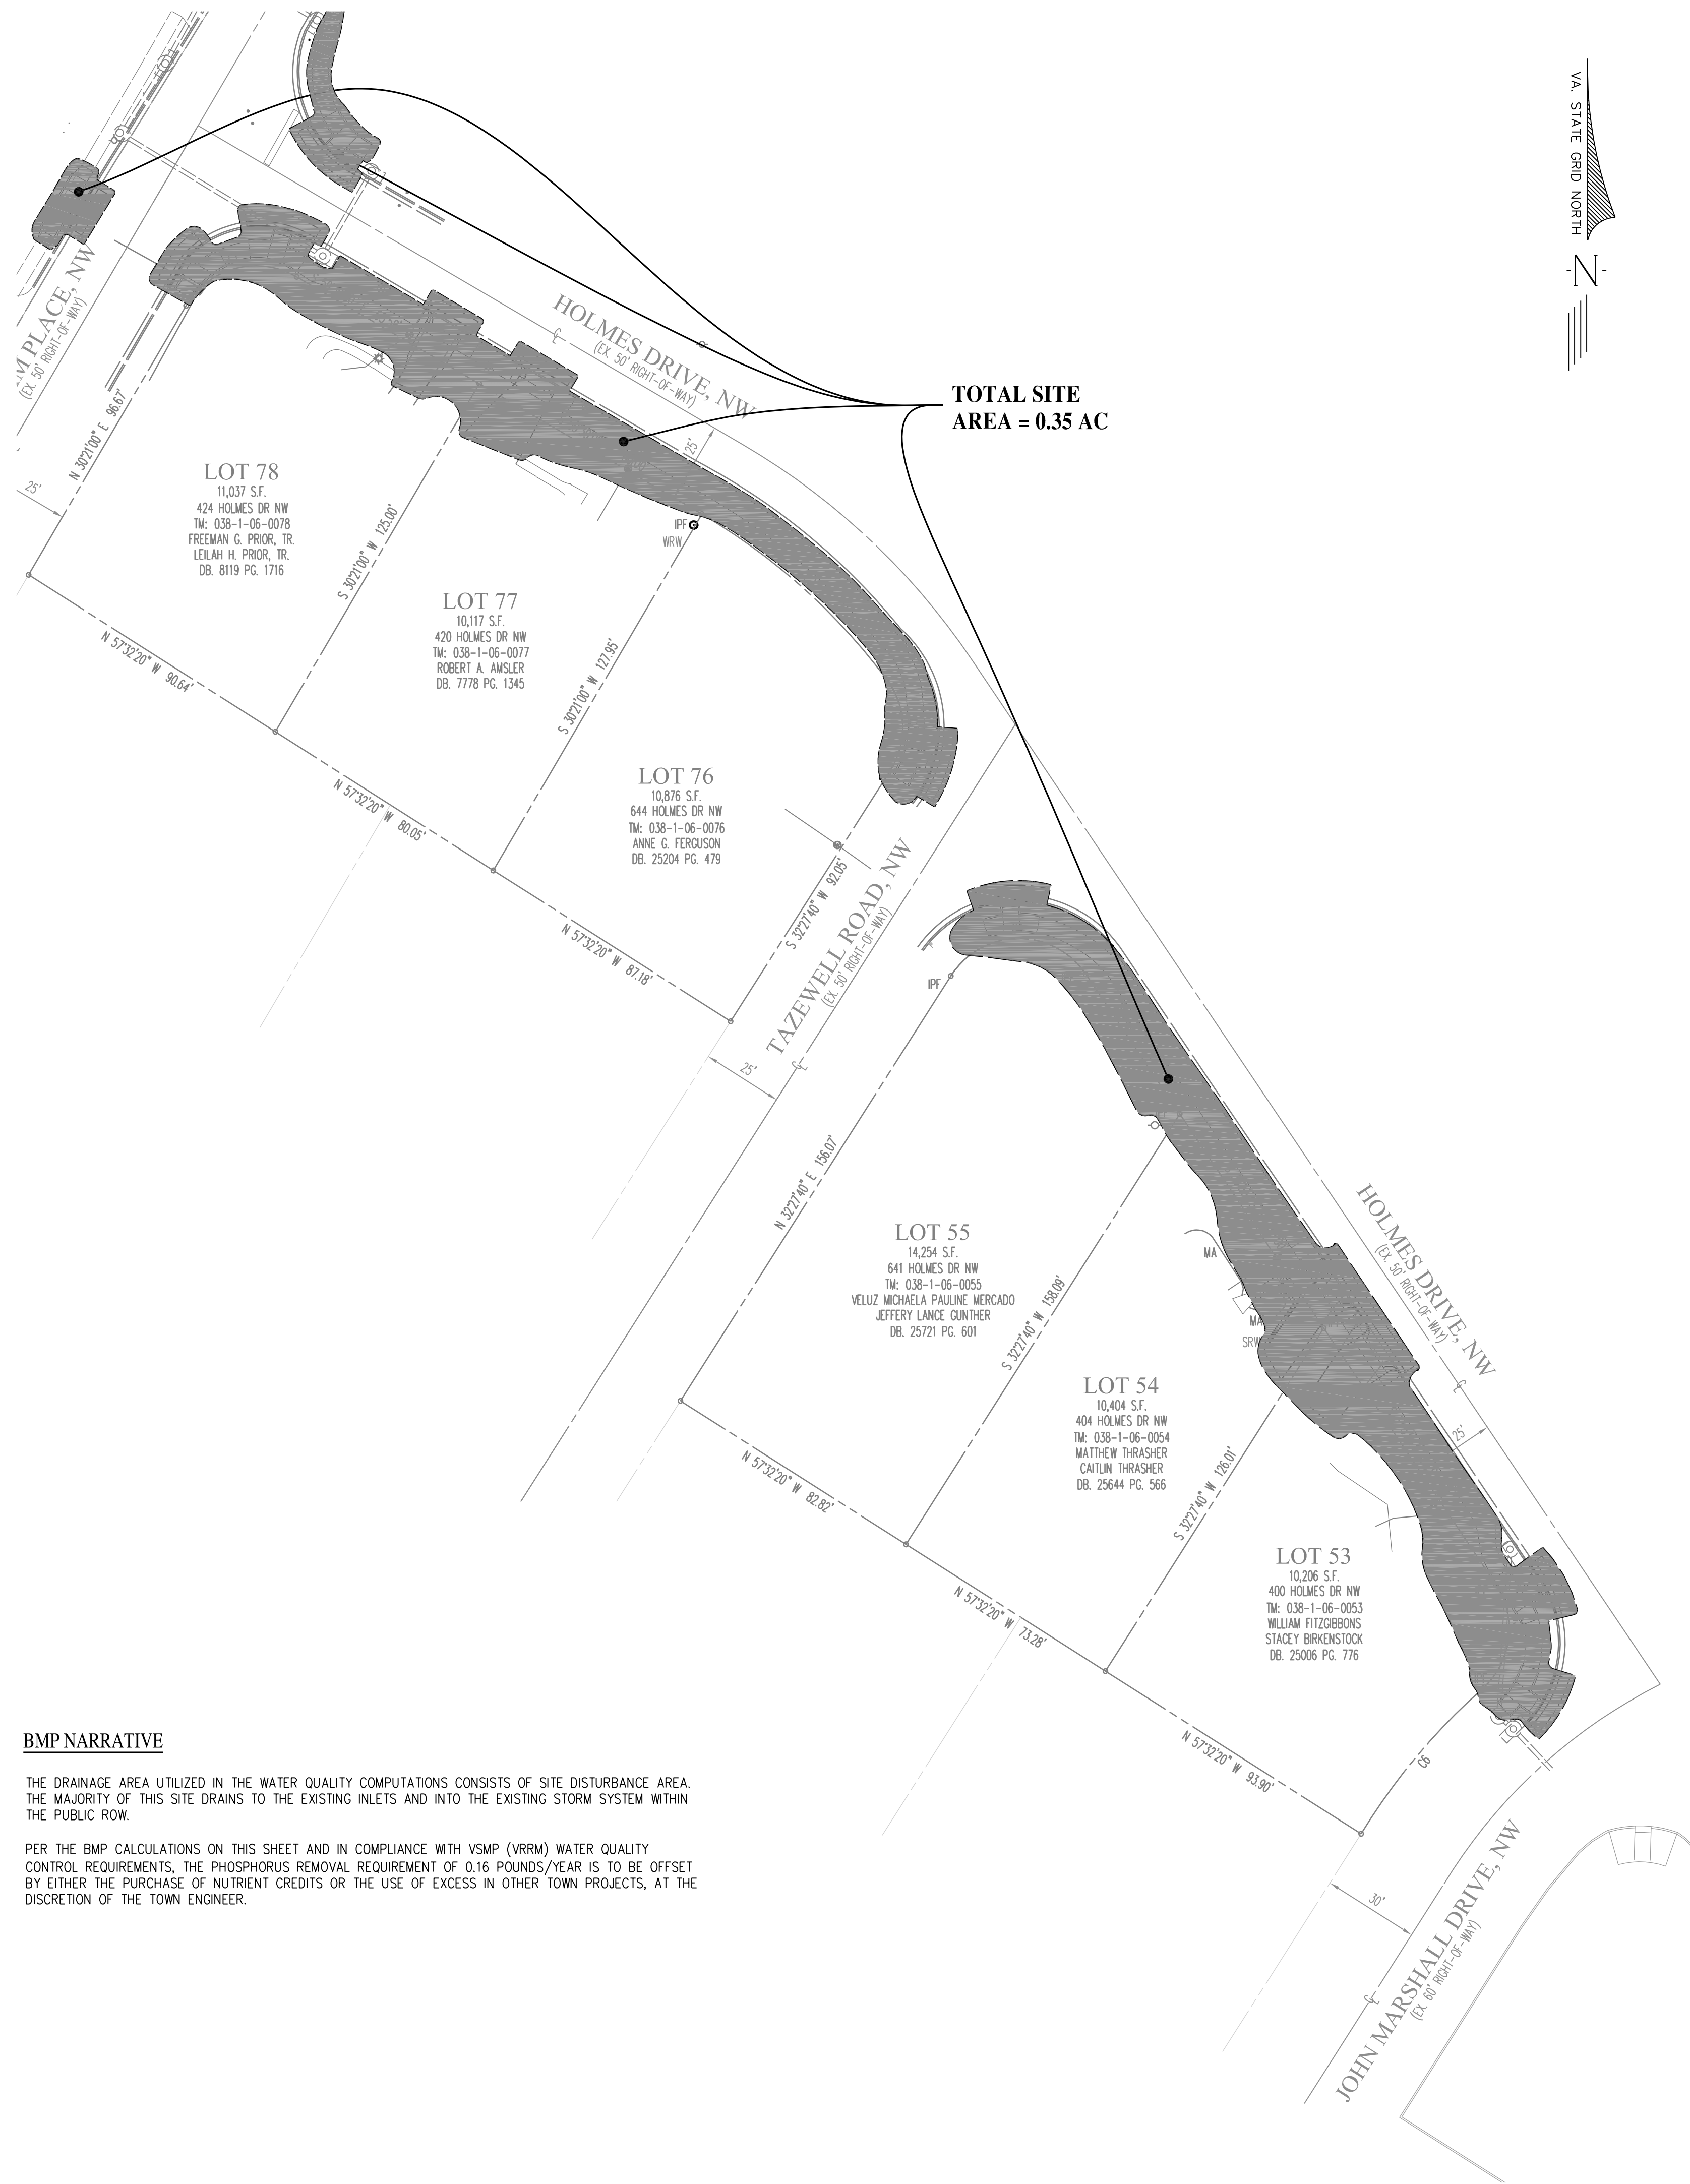 VA. STATE GRID NORTH
N
M PLACE, NW
(EX. 50' RIGHT-OF-WAY)
HOLMES DRIVE, NW
(EX. 50' RIGHT-OF-WAY)
TOTAL SITE
AREA = 0.35 AC
25'
N 30°21'00" E 96.67'
25'
LOT 78
11,037 S.F.
424 HOLMES DR NW
TM: 038-1-06-0078
FREEMAN G. PRIOR, TR.
LEILAH H. PRIOR, TR.
DB. 8119 PG. 1716
S 30°21'00" W 125.00'
IPF
WRW
LOT 77
10,117 S.F.
420 HOLMES DR NW
TM: 038-1-06-0077
ROBERT A. AMSLER
DB. 7778 PG. 1345
N 57°32'20" W 90.64'
S 30°21'00" W 127.95'
LOT 76
10,876 S.F.
644 HOLMES DR NW
TM: 038-1-06-0076
ANNE G. FERGUSON
DB. 25204 PG. 479
N 57°32'20" W 80.05'
S 32°27'40" W 92.05'
N 57°32'20" W 87.18'
TAZEWELL ROAD, NW
(EX. 50' RIGHT-OF-WAY)
IPF
25'
N 32°27'40" E 156.07'
LOT 55
14,254 S.F.
641 HOLMES DR NW
TM: 038-1-06-0055
VELUZ MICHAELA PAULINE MERCADO
JEFFERY LANCE GUNTHER
DB. 25721 PG. 601
MA
MA
SRW
HOLMES DRIVE, NW
(EX. 50' RIGHT-OF-WAY)
S 32°27'40" W 158.09'
LOT 54
10,404 S.F.
404 HOLMES DR NW
TM: 038-1-06-0054
MATTHEW THRASHER
CAITLIN THRASHER
DB. 25644 PG. 566
25'
N 57°32'20" W 82.82'
S 32°27'40" W 126.01'
LOT 53
10,206 S.F.
400 HOLMES DR NW
TM: 038-1-06-0053
WILLIAM FITZGIBBONS
STACEY BIRKENSTOCK
DB. 25006 PG. 776
N 57°32'20" W 73.28'
N 57°32'20" W 93.90'
C6
30'
JOHN MARSHALL DRIVE, NW
(EX. 60' RIGHT-OF-WAY)
BMP NARRATIVE
THE DRAINAGE AREA UTILIZED IN THE WATER QUALITY COMPUTATIONS CONSISTS OF SITE DISTURBANCE AREA.
THE MAJORITY OF THIS SITE DRAINS TO THE EXISTING INLETS AND INTO THE EXISTING STORM SYSTEM WITHIN
THE PUBLIC ROW.
PER THE BMP CALCULATIONS ON THIS SHEET AND IN COMPLIANCE WITH VSMP (VRRM) WATER QUALITY
CONTROL REQUIREMENTS, THE PHOSPHORUS REMOVAL REQUIREMENT OF 0.16 POUNDS/YEAR IS TO BE OFFSET
BY EITHER THE PURCHASE OF NUTRIENT CREDITS OR THE USE OF EXCESS IN OTHER TOWN PROJECTS, AT THE
DISCRETION OF THE TOWN ENGINEER.